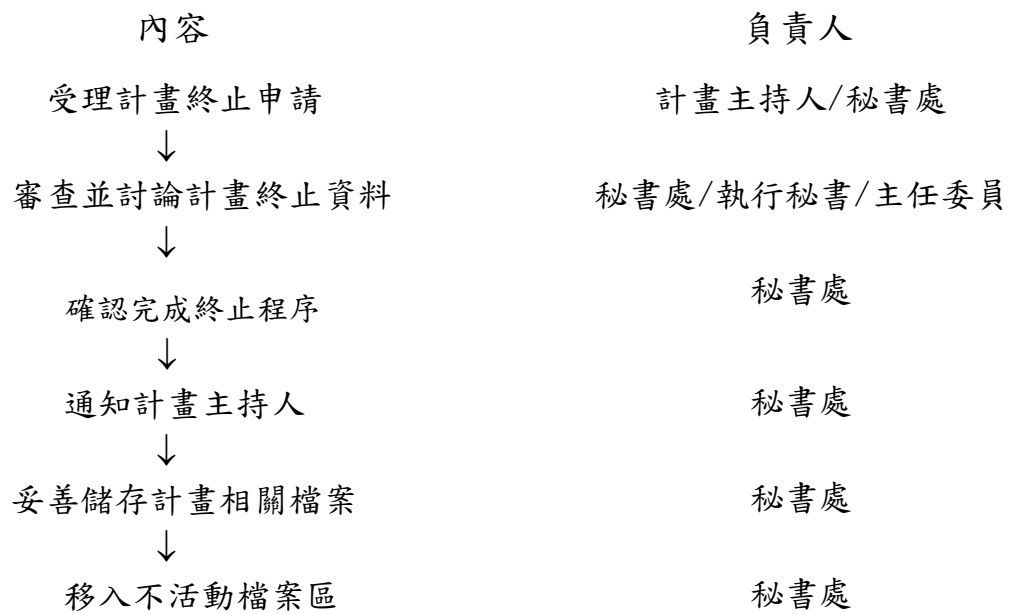 內容 負責人
受理計畫終止申請 計畫主持人/秘書處
↓
審查並討論計畫終止資料 秘書處/執行秘書/主任委員
↓
確認完成終止程序 秘書處
↓
通知計畫主持人 秘書處
↓
妥善儲存計畫相關檔案 秘書處
↓
移入不活動檔案區 秘書處